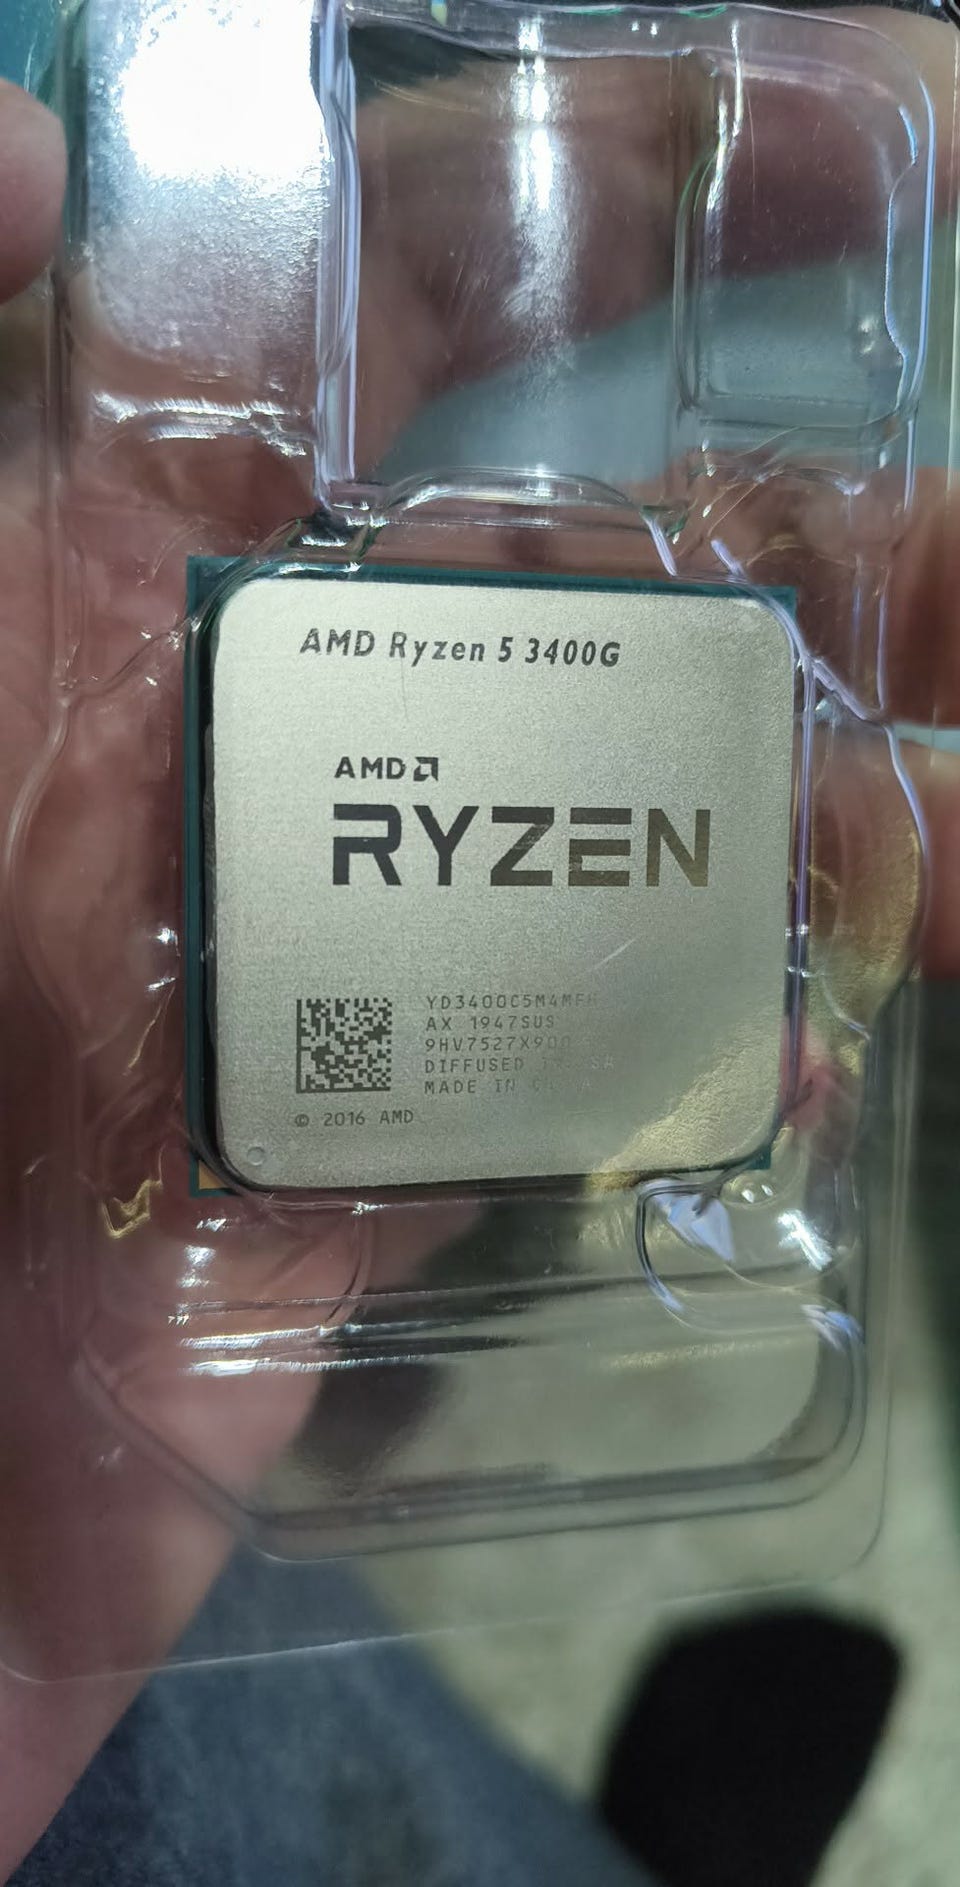 AMD Ryzen 5 3400G
AMD
RYZEN
YD3400C5M4MFH
AX 1947SUS
9HV7527X900
DIFFUSED
MADE IN
© 2016 AMD